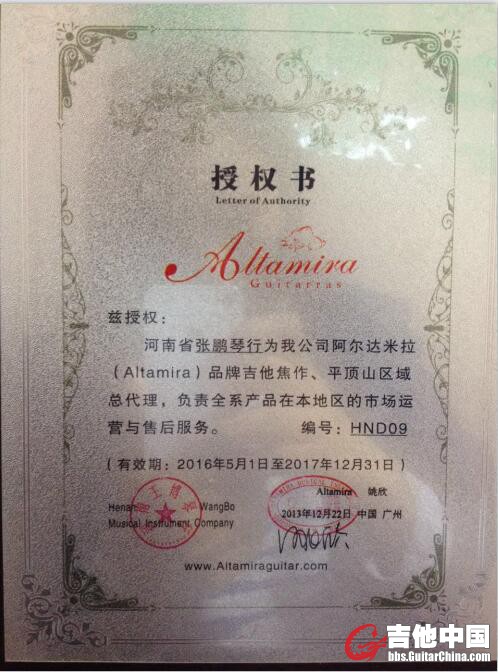 授权书
Letter of Authority
Altamira
Guitarras
兹授权：
河南省张鹏琴行为我公司阿尔达米拉
（Altamira）品牌吉他焦作、平顶山区域
总代理，负责全系产品在本地区的市场运
营与售后服务。 编号：HND09
（有效期：2016年5月1日至2017年12月31日）
Altamira 姚欣
Henan WangBo
2013年12月22日 中国 广州
Musical Instrument Company
www.Altamiraguitar.com
吉他中国
bbs.GuitarChina.com